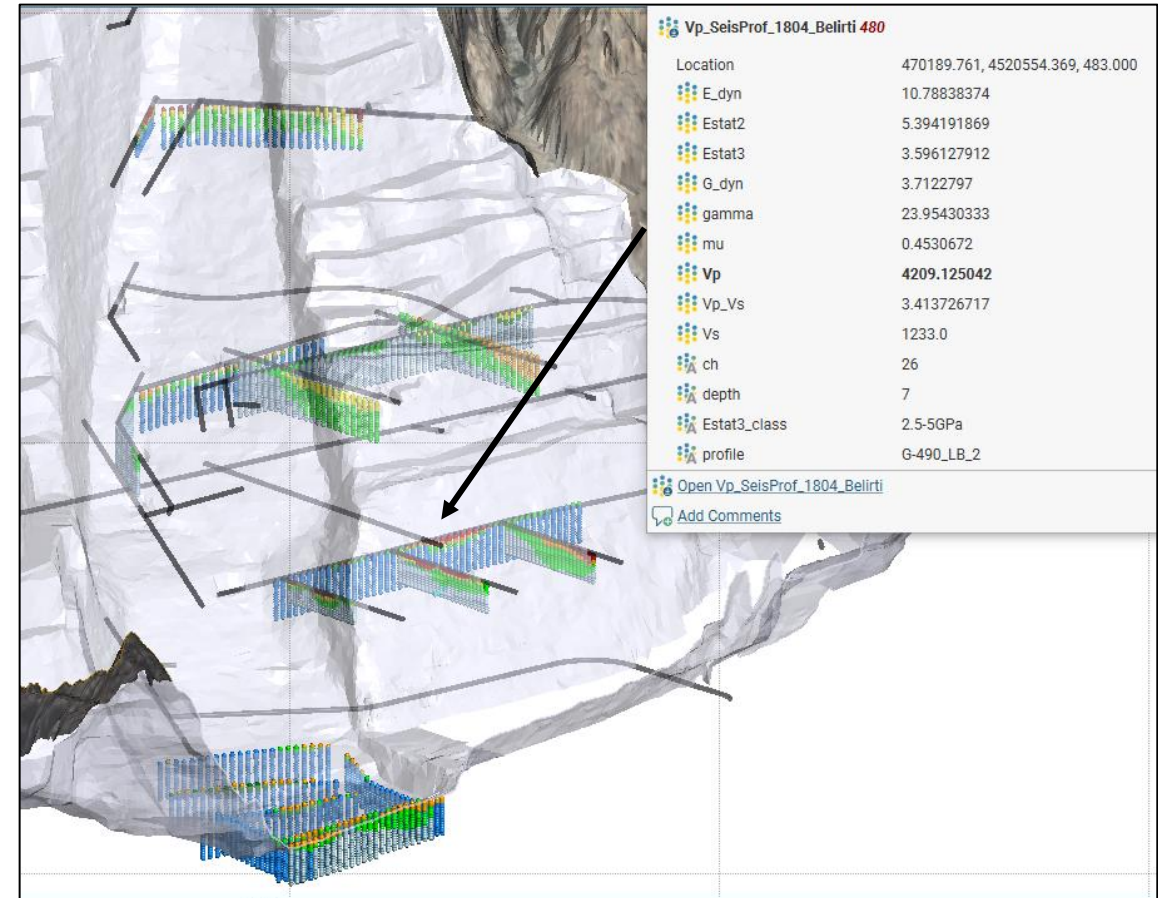 Vp_SeisProf_1804_Belirti 480
Location 470189.761, 4520554.369, 483.000
E_dyn 10.78838374
Estat2 5.394191869
Estat3 3.596127912
G_dyn 3.7122797
gamma 23.95430333
mu 0.4530672
Vp 4209.125042
Vp_Vs 3.413726717
Vs 1233.0
ch 26
depth 7
Estat3_class 2.5-5GPa
profile G-490_LB_2
Open Vp_SeisProf_1804_Belirti
Add Comments